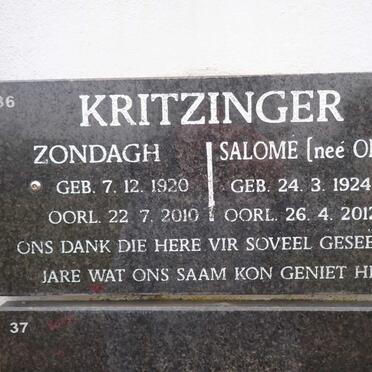 36
KRITZINGER
ZONDAGH SALOMÉ [neé
GEB. 7. 12. 1920 GEB. 24. 3. 1924
OORL. 22 7. 2010 OORL. 26. 4. 2012
ONS DANK DIE HERE VIR SOVEEL
JARE WAT ONS SAAM KON GENIET
37